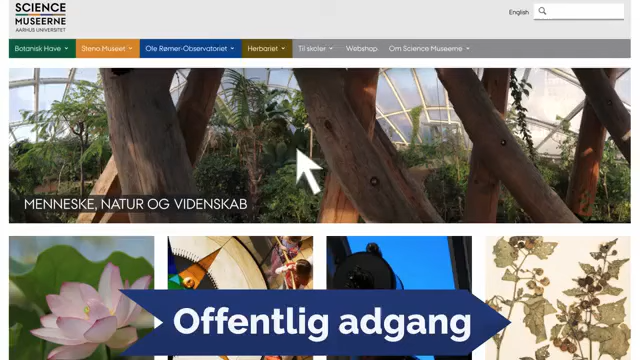 SCIENCE
MUSEERNE
AARHUS UNIVERSITET
English
Botanisk Have
Steno Museet
Ole Rømer-Observatoriet
Herbariet
Til skoler
Webshop
Om Science Museerne
MENNESKE, NATUR OG VIDENSKAB
Offentlig adgang